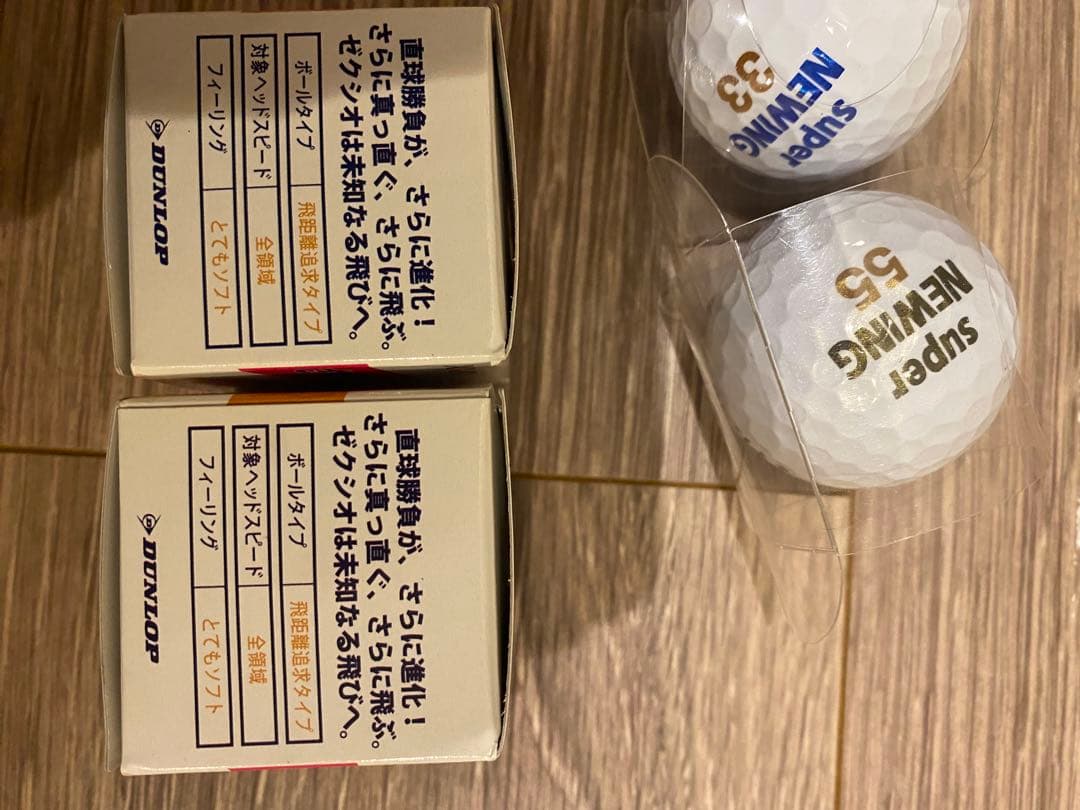 直球勝負が、さらに進化！
さらに真っ直ぐ、さらに飛ぶ。
ゼクシオは未知なる飛びへ。
ボールタイプ 飛距離追求タイプ
対象ヘッドスピード 全領域
フィーリング とてもソフト
DUNLOP
直球勝負が、さらに進化！
さらに真っ直ぐ、さらに飛ぶ。
ゼクシオは未知なる飛びへ。
ボールタイプ 飛距離追求タイプ
対象ヘッドスピード 全領域
フィーリング とてもソフト
DUNLOP
super
NEWING
33
super
NEWING
55